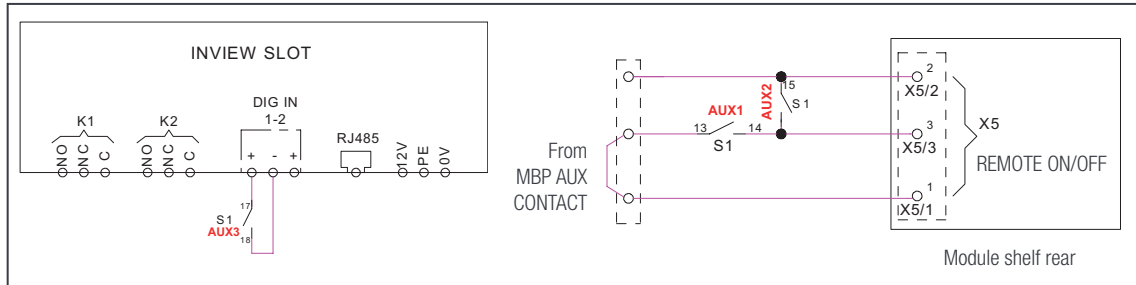 INVIEW SLOT
DIG IN
1-2
K1
K2
RJ485
NO
NC
C
NO
NC
C
+
-
+
12V
PE
0V
17
S1
AUX3
18
From
MBP AUX
CONTACT
AUX1
13
14
S1
15
AUX2
S1
2
X5/2
3
X5/3
1
X5/1
X5
REMOTE ON/OFF
Module shelf rear